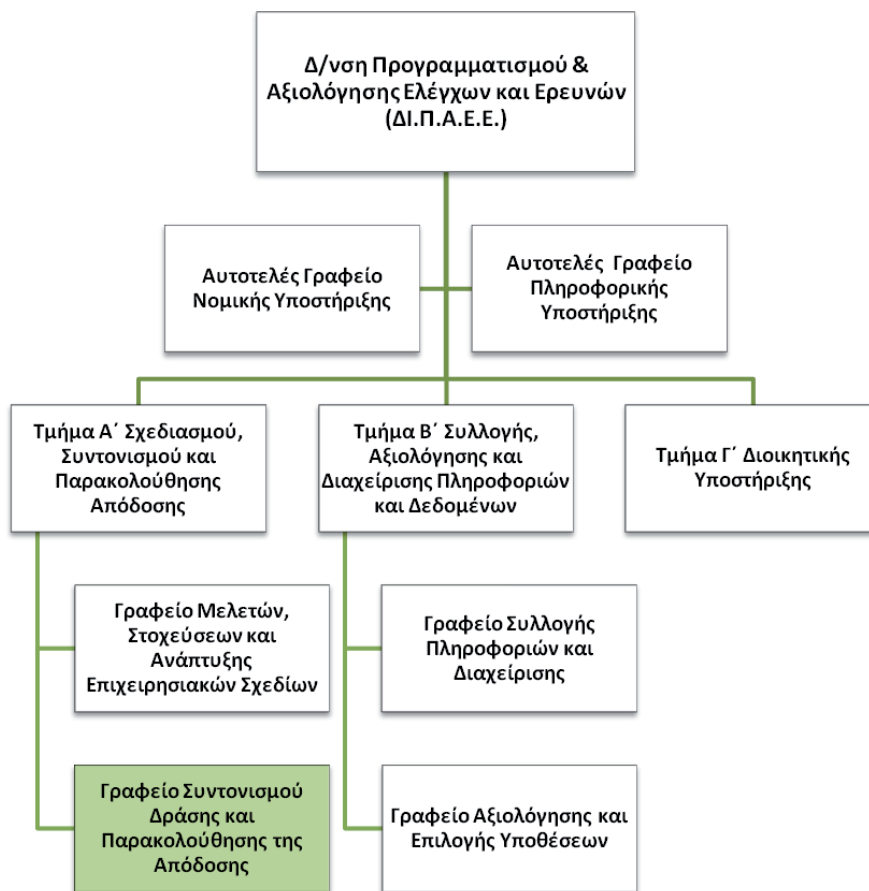 Δ/νση Προγραμματισμού &
Αξιολόγησης Ελέγχων και Ερευνών
(ΔΙ.Π.Α.Ε.Ε.)
Αυτοτελές Γραφείο
Νομικής Υποστήριξης
Αυτοτελές Γραφείο
Πληροφορικής
Υποστήριξης
Τμήμα Α΄ Σχεδιασμού,
Συντονισμού και
Παρακολούθησης
Απόδοσης
Τμήμα Β΄ Συλλογής,
Αξιολόγησης και
Διαχείρισης Πληροφοριών
και Δεδομένων
Τμήμα Γ΄ Διοικητικής
Υποστήριξης
Γραφείο Μελετών,
Στοχεύσεων και
Ανάπτυξης
Επιχειρησιακών Σχεδίων
Γραφείο Συλλογής
Πληροφοριών και
Διαχείρισης
Γραφείο Συντονισμού
Δράσης και
Παρακολούθησης της
Απόδοσης
Γραφείο Αξιολόγησης και
Επιλογής Υποθέσεων